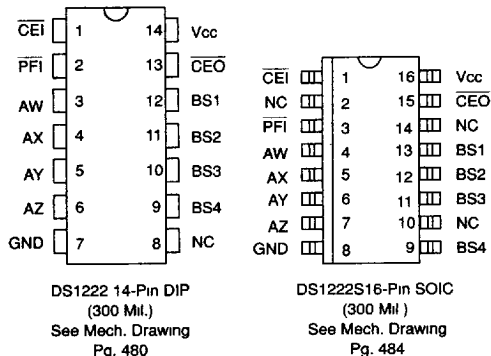 CEI 1 14 Vcc
PFI 2 13 CEO
AW 3 12 BS1
AX 4 11 BS2
AY 5 10 BS3
AZ 6 9 BS4
GND 7 8 NC
DS1222 14-Pin DIP
(300 Mil.)
See Mech. Drawing
Pg. 480
CEI 1 16 Vcc
NC 2 15 CEO
PFI 3 14 NC
AW 4 13 BS1
AX 5 12 BS2
AY 6 11 BS3
AZ 7 10 NC
GND 8 9 BS4
DS1222S16-Pin SOIC
(300 Mil )
See Mech. Drawing
Pg. 484